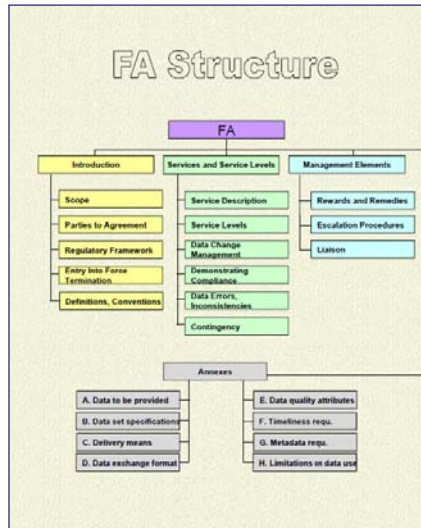 FA Structure
FA
Introduction
Services and Service Levels
Management Elements
Scope
Parties to Agreement
Regulatory Framework
Entry Into Force
Termination
Definitions, Conventions
Service Description
Service Levels
Data Change
Management
Demonstrating
Compliance
Data Errors,
Inconsistencies
Contingency
Rewards and Remedies
Escalation Procedures
Liaison
Annexes
A. Data to be provided
B. Data set specifications
C. Delivery means
D. Data exchange format
E. Data quality attributes
F. Timeliness requ.
G. Metadata requ.
H. Limitations on data use